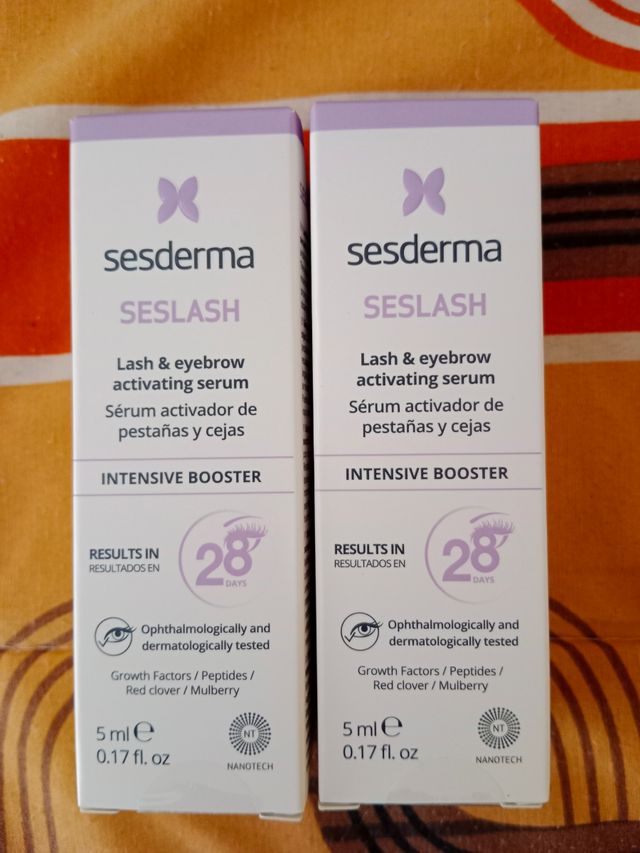 sesderma
SESLASH
Lash & eyebrow
activating serum
Sérum activador de
pestañas y cejas
INTENSIVE BOOSTER
RESULTS IN
RESULTADOS EN
28
DAYS
Ophthalmologically and
dermatologically tested
Growth Factors / Peptides /
Red clover / Mulberry
5 ml ℮
0.17 fl. oz
NT
NANOTECH
sesderma
SESLASH
Lash & eyebrow
activating serum
Sérum activador de
pestañas y cejas
INTENSIVE BOOSTER
RESULTS IN
RESULTADOS EN
28
DAYS
Ophthalmologically and
dermatologically tested
Growth Factors / Peptides /
Red clover / Mulberry
5 ml ℮
0.17 fl. oz
NT
NANOTECH